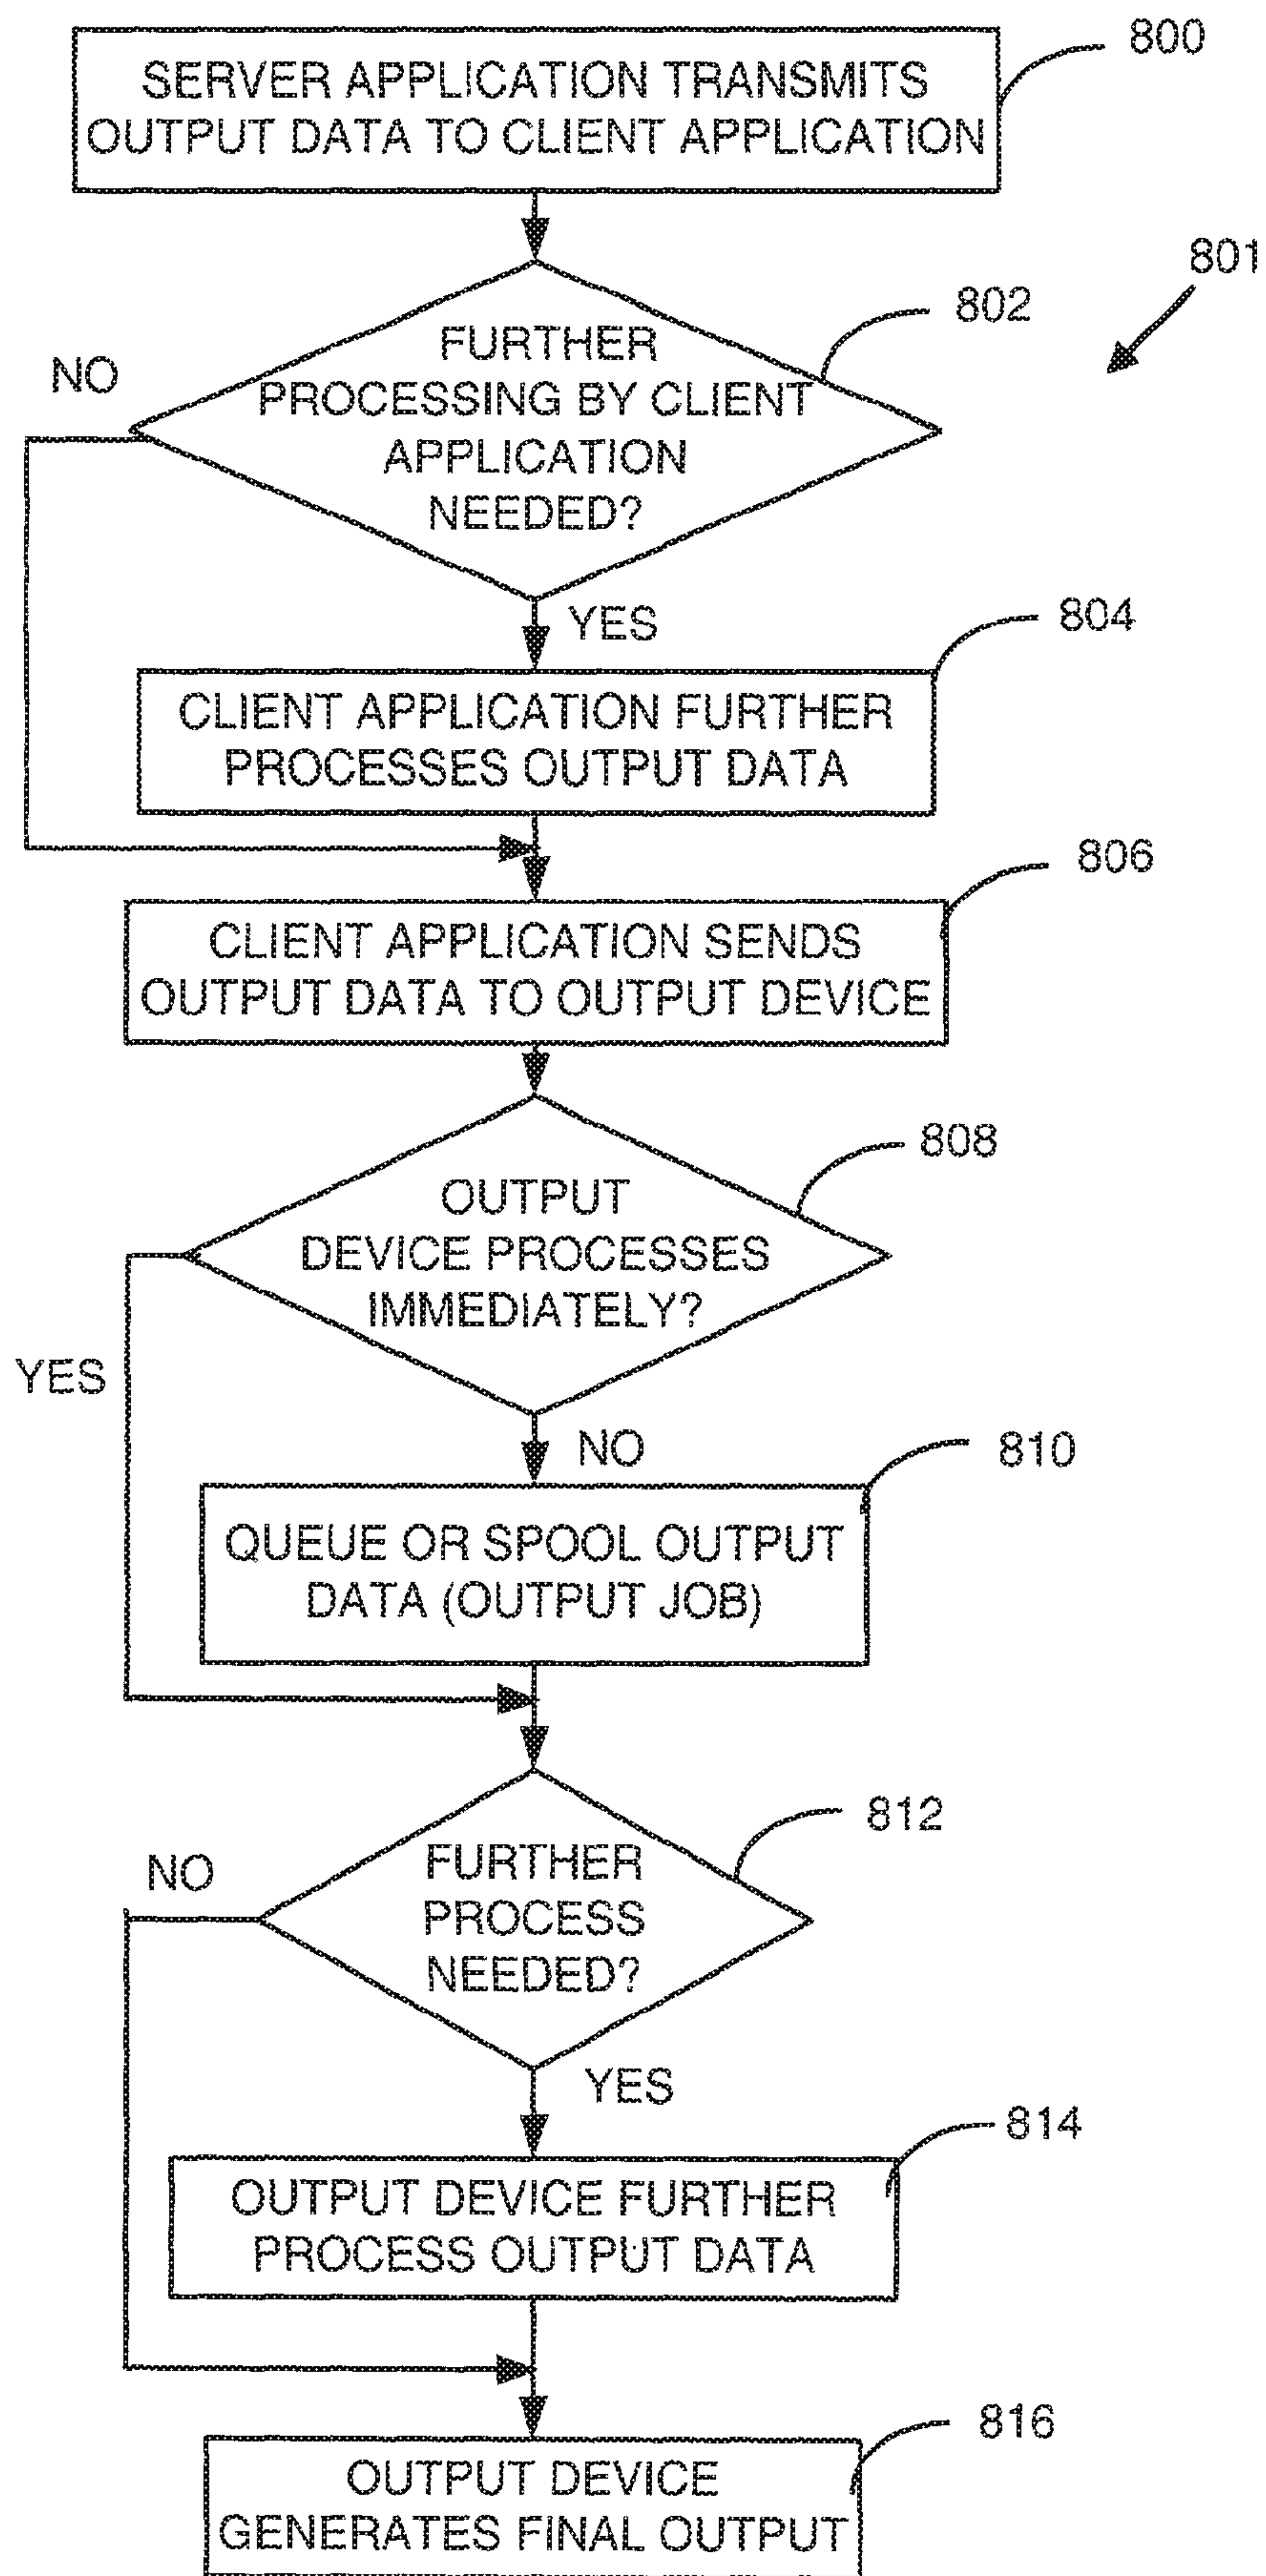 800
SERVER APPLICATION TRANSMITS
OUTPUT DATA TO CLIENT APPLICATION
801
802
FURTHER
PROCESSING BY CLIENT
APPLICATION
NEEDED?
NO
YES
804
CLIENT APPLICATION FURTHER
PROCESSES OUTPUT DATA
806
CLIENT APPLICATION SENDS
OUTPUT DATA TO OUTPUT DEVICE
808
OUTPUT
DEVICE PROCESSES
IMMEDIATELY?
YES
NO
810
QUEUE OR SPOOL OUTPUT
DATA (OUTPUT JOB)
812
FURTHER
PROCESS
NEEDED?
NO
YES
814
OUTPUT DEVICE FURTHER
PROCESS OUTPUT DATA
816
OUTPUT DEVICE
GENERATES FINAL OUTPUT